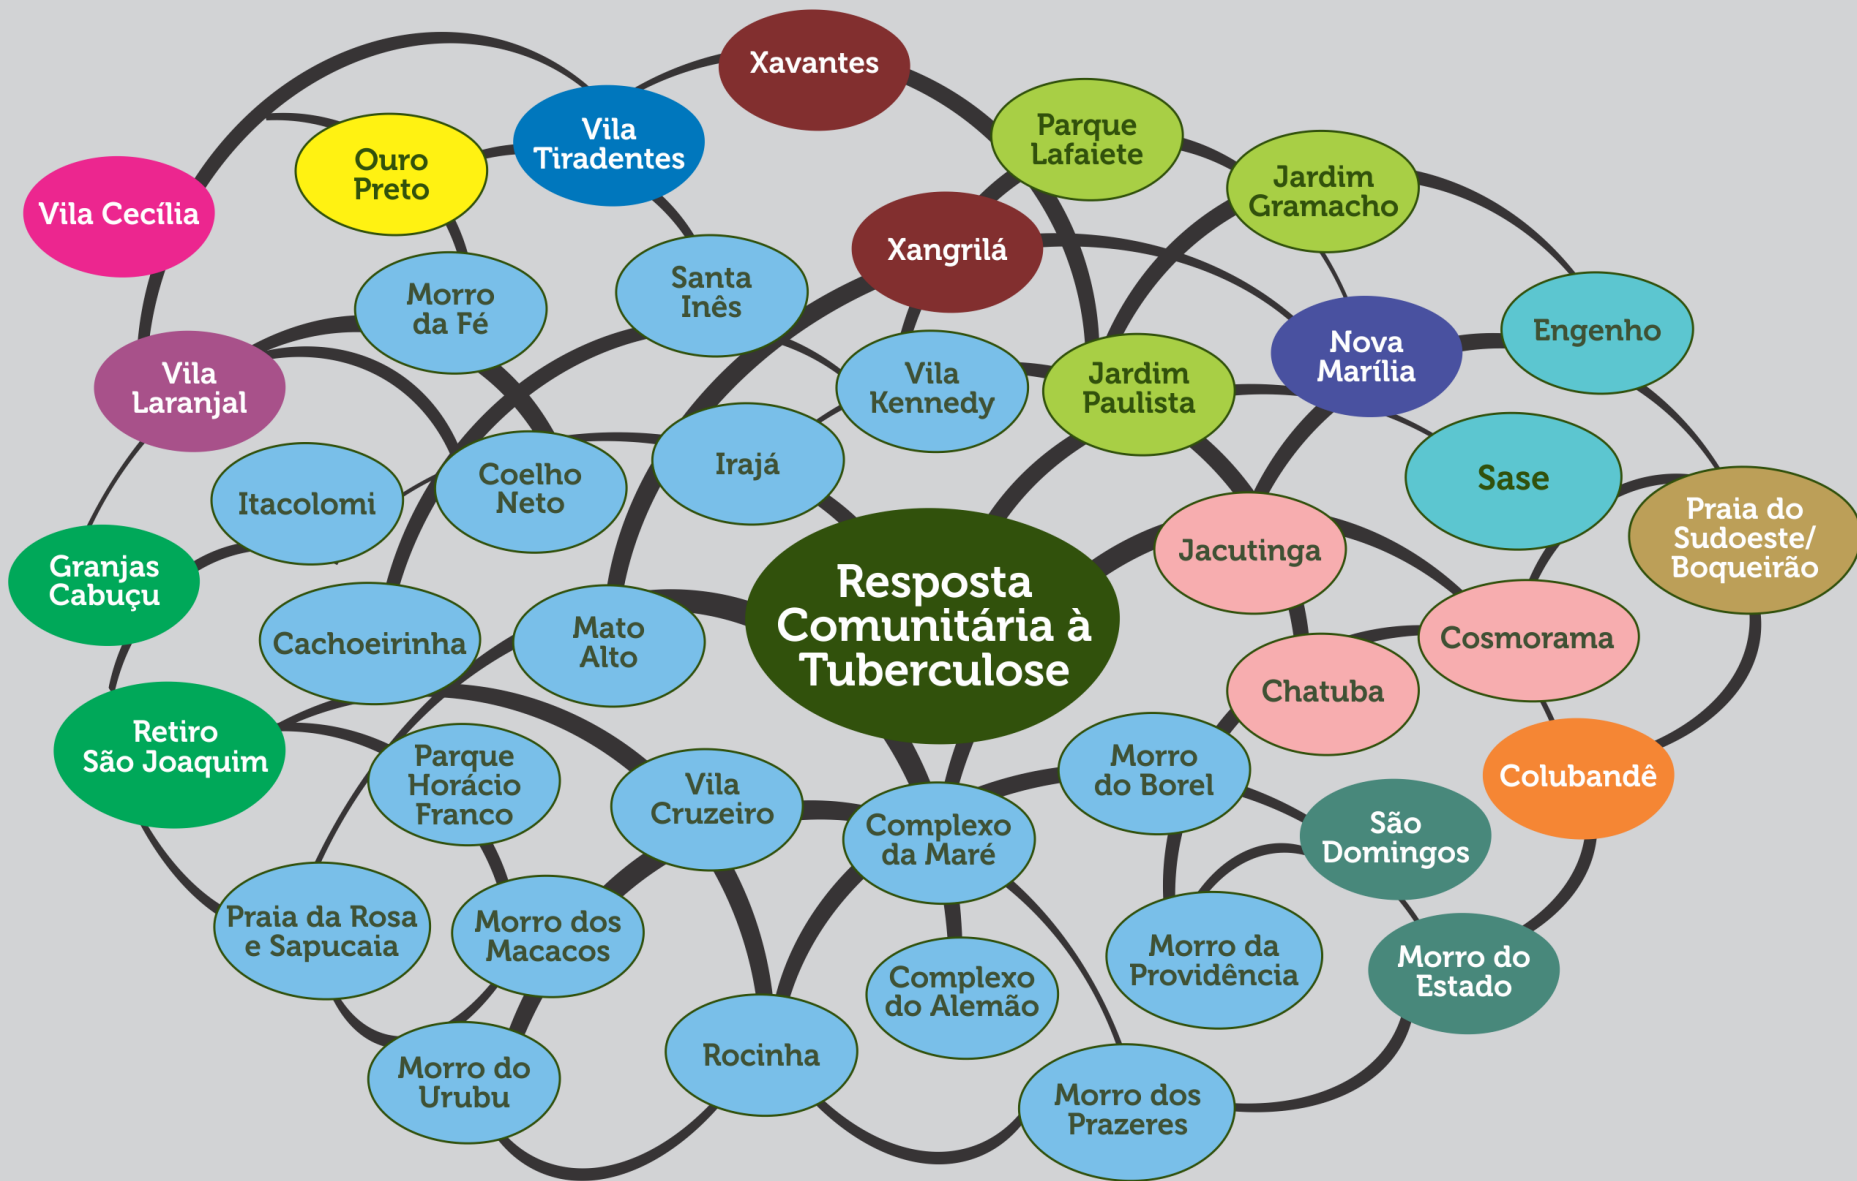 Xavantes
Parque
Lafaiete
Vila
Tiradentes
Ouro
Preto
Jardim
Gramacho
Vila Cecília
Xangrilá
Santa
Inês
Morro
da Fé
Engenho
Nova
Marília
Vila
Laranjal
Vila
Kennedy
Jardim
Paulista
Irajá
Sase
Coelho
Neto
Itacolomi
Praia do
Sudoeste/
Boqueirão
Jacutinga
Granjas
Cabuçu
Resposta
Comunitária à
Tuberculose
Cachoeirinha
Mato
Alto
Cosmorama
Chatuba
Retiro
São Joaquim
Parque
Horácio
Franco
Vila
Cruzeiro
Morro
do Borel
Colubandê
Complexo
da Maré
São
Domingos
Praia da Rosa
e Sapucaia
Morro dos
Macacos
Morro da
Providência
Morro do
Estado
Complexo
do Alemão
Rocinha
Morro do
Urubu
Morro dos
Prazeres